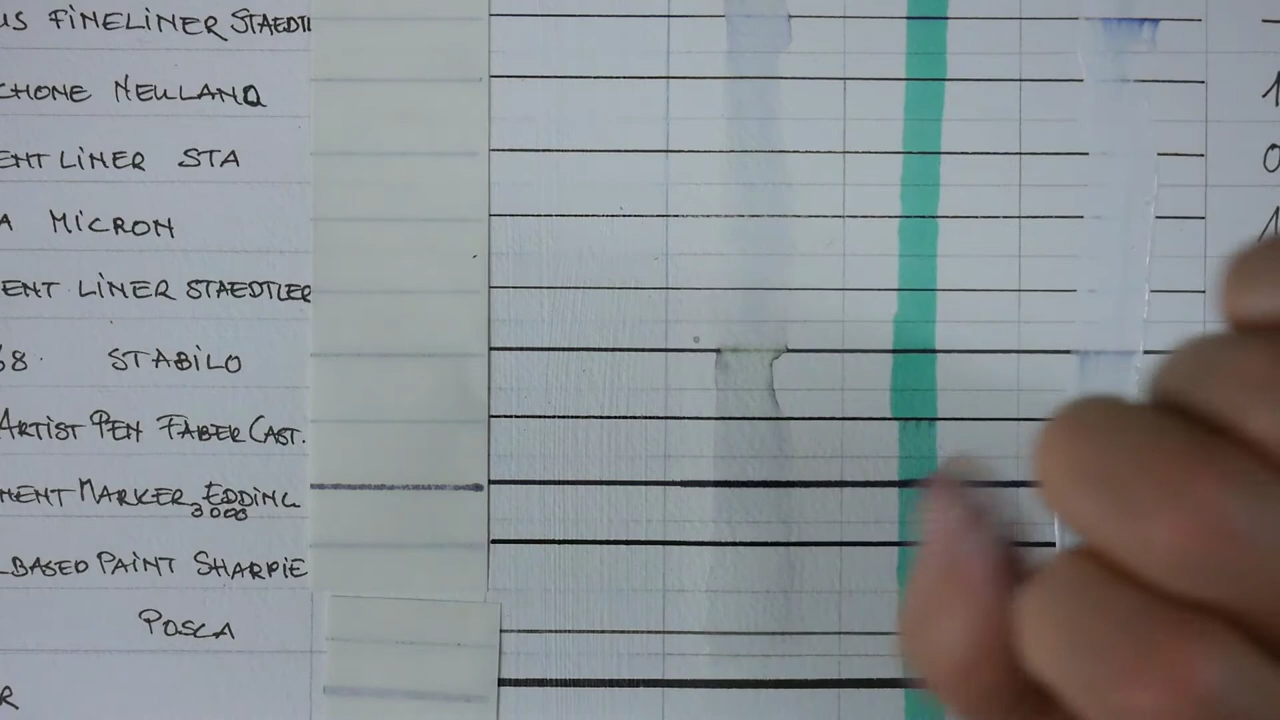 US FINELINER STAEDTL
CHONE NEULAND
ENT LINER STA
A MICRON
ENT LINER STAEDTLER
68 STABILO
ARTIST PEN FABER CAST.
MENT MARKER EDDING
3000
BASED PAINT SHARPIE
POSCA
R